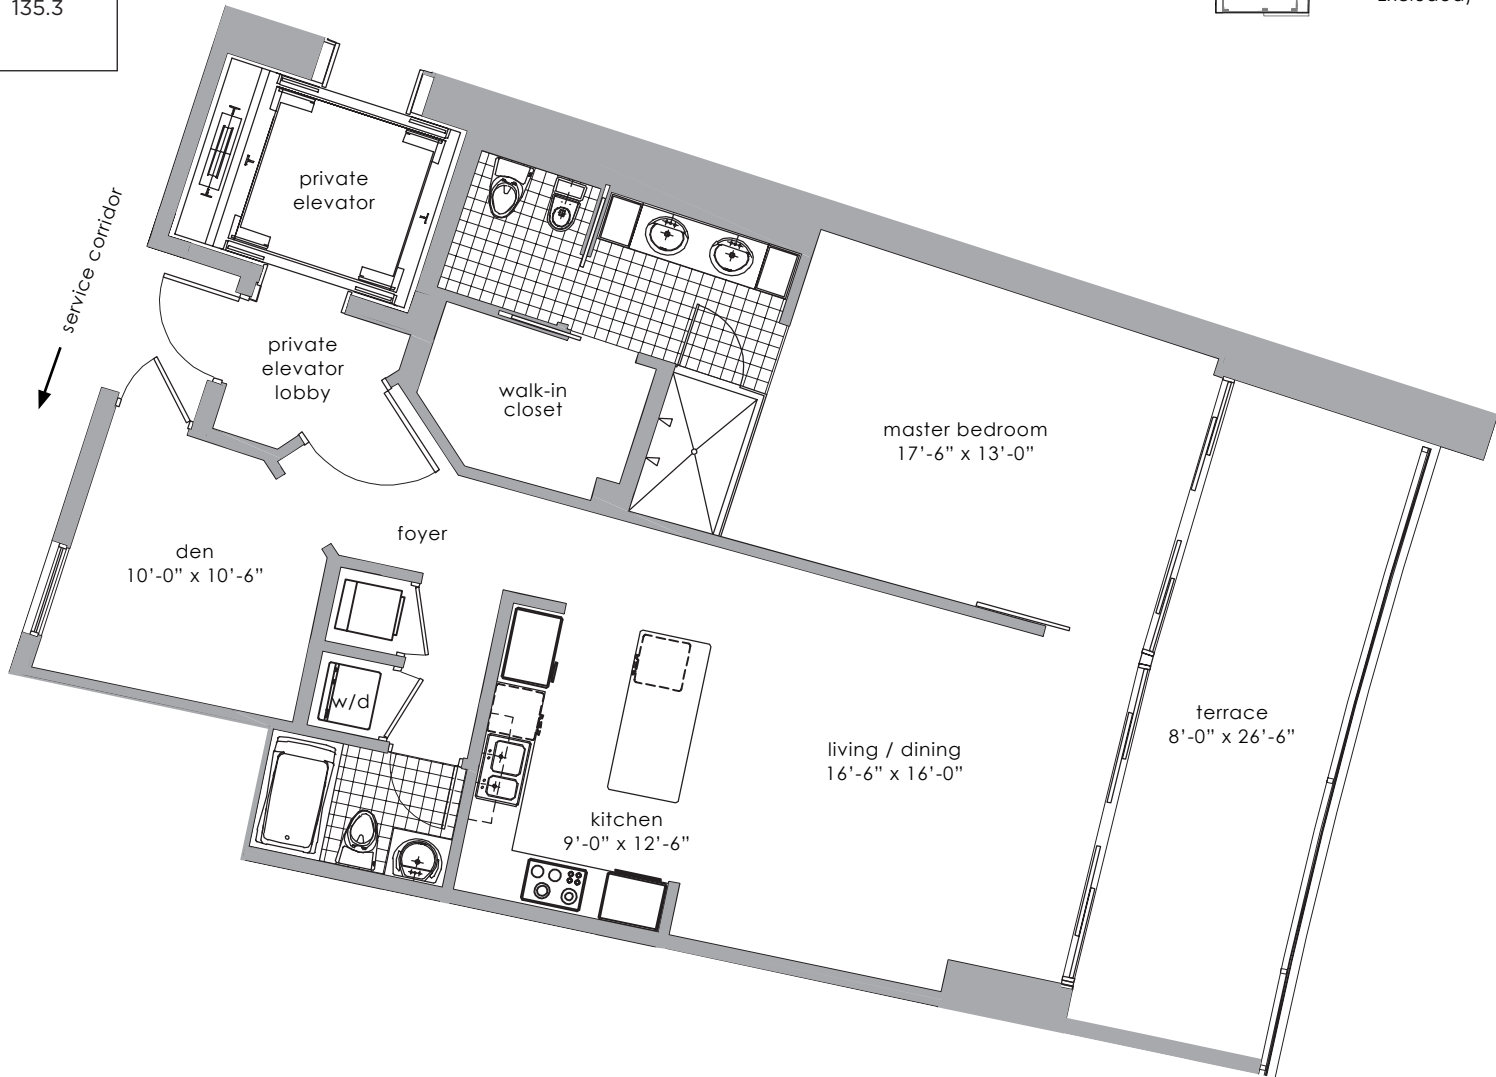 135.3
private
elevator
service corridor
private
elevator
lobby
walk-in
closet
master bedroom
17'-6” x 13'-0”
foyer
den
10'-0” x 10'-6”
w/d
terrace
8'-0” x 26'-6”
living / dining
16'-6” x 16'-0”
kitchen
9'-0” x 12'-6”